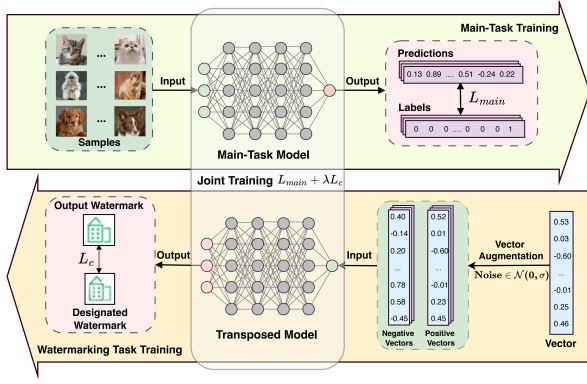 Main-Task Training
Predictions
0.13 0.89 .... 0.51 -0.24 0.22
Input
Output
L_main
Labels
0 0 0 .... 0 0 0 1
...
...
...
Samples
Main-Task Model
Joint Training L_main + λL_c
Output Watermark
L_c
Designated
Watermark
Output
Transposed Model
Input
0.40
-0.14
0.20
...
0.78
0.58
-0.45
Negative
Vectors
0.52
0.01
-0.60
...
-0.01
0.23
0.45
Positive
Vectors
Vector
Augmentation
Noise ∈ 𝒩(0, σ)
0.53
0.03
-0.60
...
-0.01
0.25
0.46
Vector
Watermarking Task Training